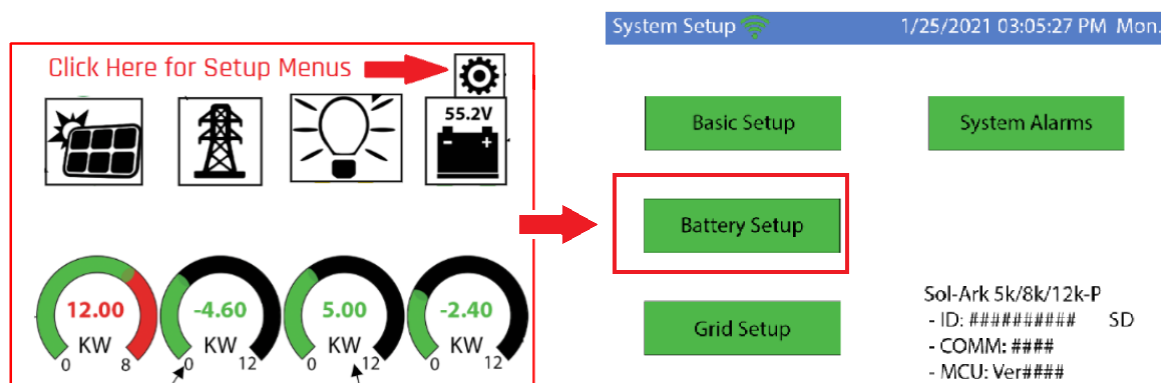 Click Here for Setup Menus
55.2V
- +
12.00
KW
0 8
-4.60
KW
0 12
5.00
KW
0 12
-2.40
KW
0 12
System Setup 1/25/2021 03:05:27 PM Mon.
Basic Setup
System Alarms
Battery Setup
Grid Setup
Sol-Ark 5k/8k/12k-P
- ID: ########## SD
- COMM: ####
- MCU: Ver####